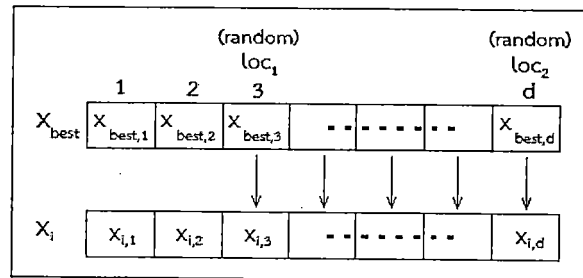 (random) (random)
loc1 loc2
1 2 3 d
Xbest Xbest,1 Xbest,2 Xbest,3 - - - - - - - - Xbest,d
Xi Xi,1 Xi,2 Xi,3 - - - - - - - - Xi,d